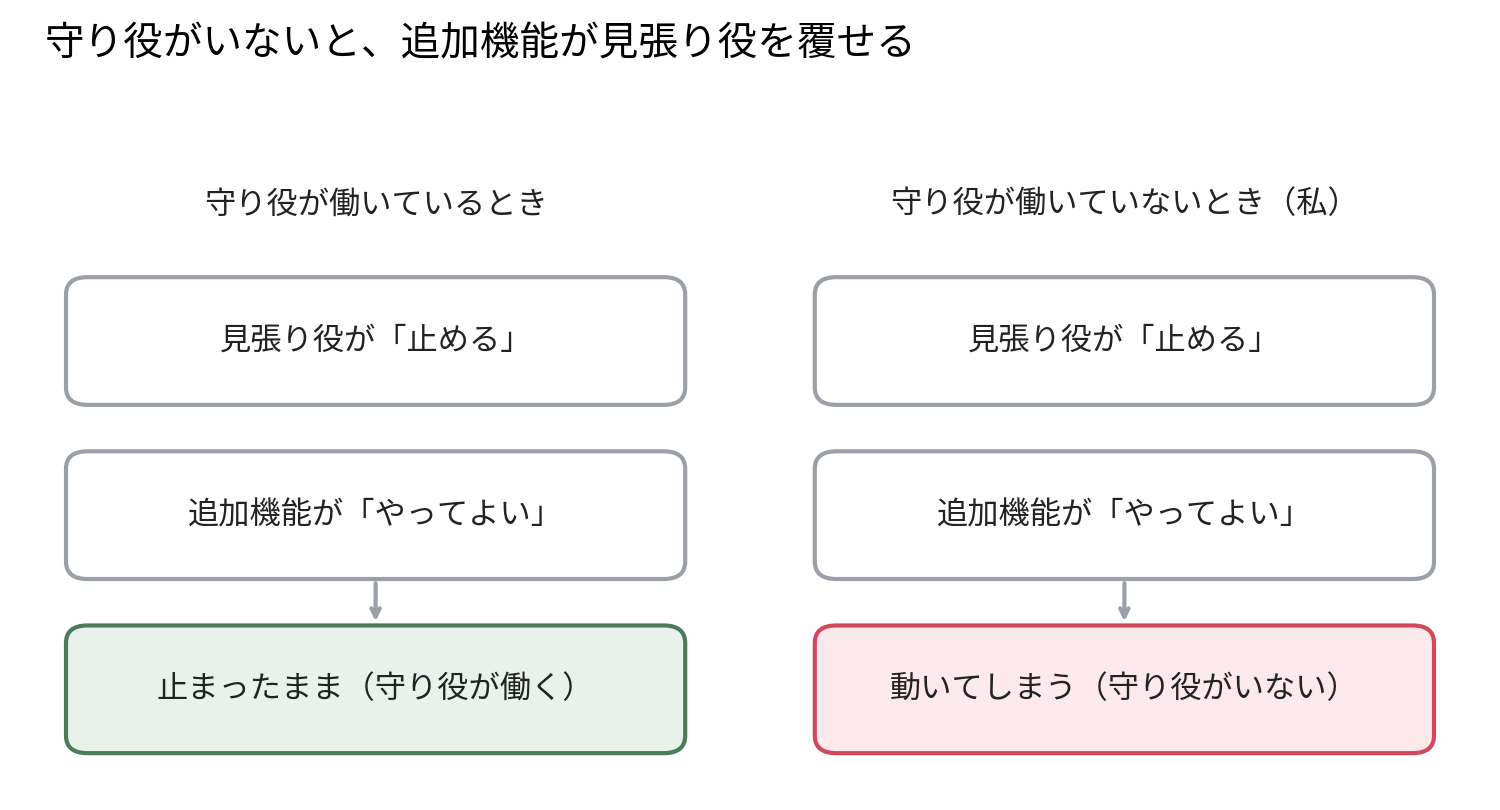 守り役がいないと、追加機能が見張り役を覆せる
守り役が働いているとき
見張り役が「止める」
追加機能が「やってよい」
止まったまま（守り役が働く）
守り役が働いていないとき（私）
見張り役が「止める」
追加機能が「やってよい」
動いてしまう（守り役がいない）